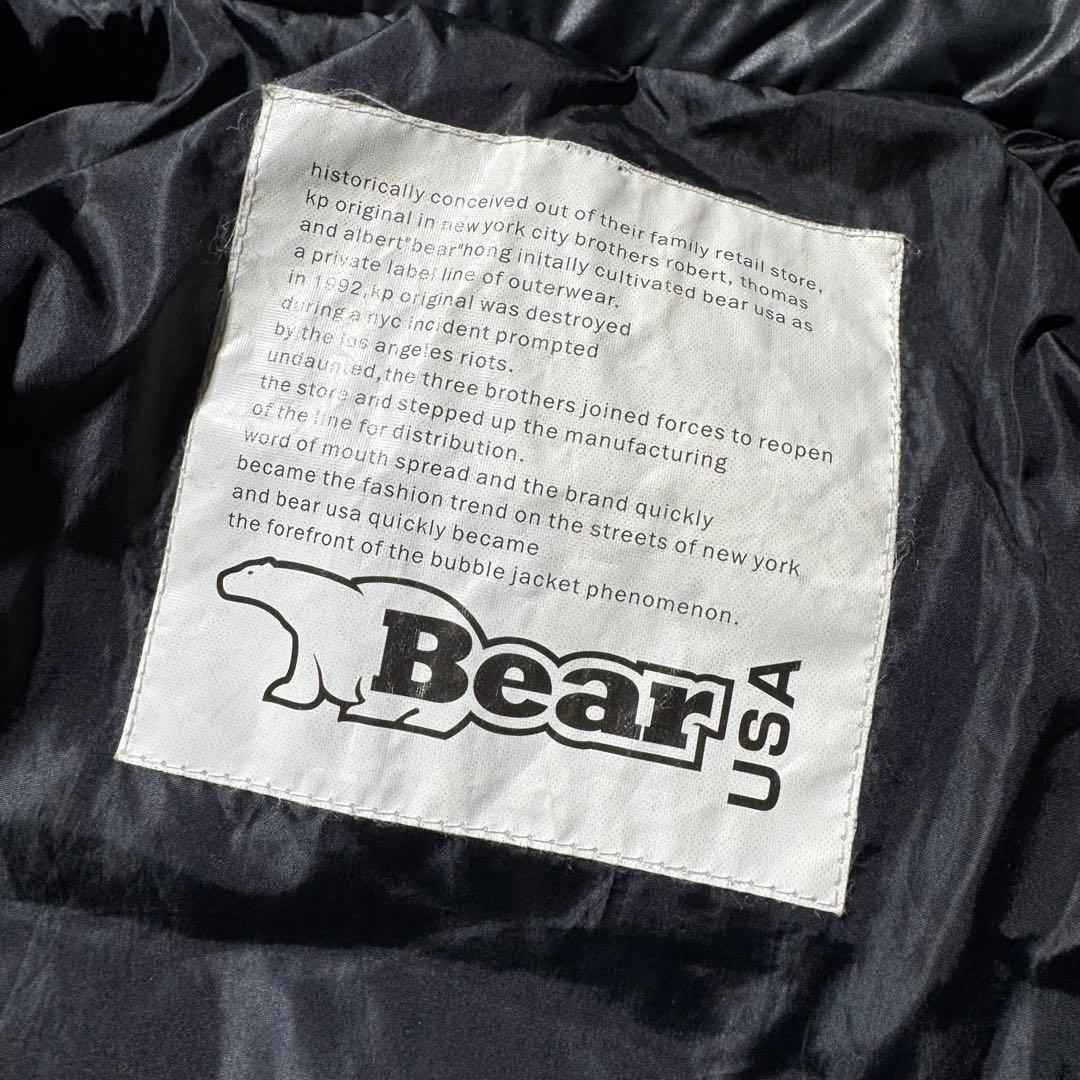 historically conceived out of their family retail store,
kp original in new york city brothers robert, thomas
and albert"bear"hong initally cultivated bear usa as
a private label line of outerwear.
in 1992,kp original was destroyed
during a nyc incident prompted
by the los angeles riots.
undaunted,the three brothers joined forces to reopen
the store and stepped up the manufacturing
of the line for distribution.
word of mouth spread and the brand quickly
became the fashion trend on the streets of new york
and bear usa quickly became
the forefront of the bubble jacket phenomenon.
Bear
USA